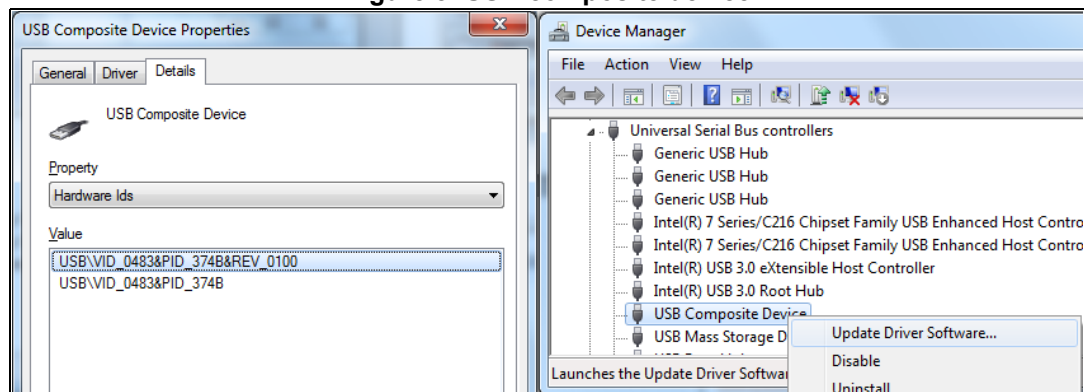 USB Composite Device Properties
General Driver Details
USB Composite Device
Property
Hardware Ids
Value
USB\VID_0483&PID_374B&REV_0100
USB\VID_0483&PID_374B
Device Manager
File Action View Help
Universal Serial Bus controllers
Generic USB Hub
Generic USB Hub
Generic USB Hub
Intel(R) 7 Series/C216 Chipset Family USB Enhanced Host Contro
Intel(R) 7 Series/C216 Chipset Family USB Enhanced Host Contro
Intel(R) USB 3.0 eXtensible Host Controller
Intel(R) USB 3.0 Root Hub
USB Composite Device
USB Mass Storage D
Launches the Update Driver Softwar
Update Driver Software...
Disable
Uninstall